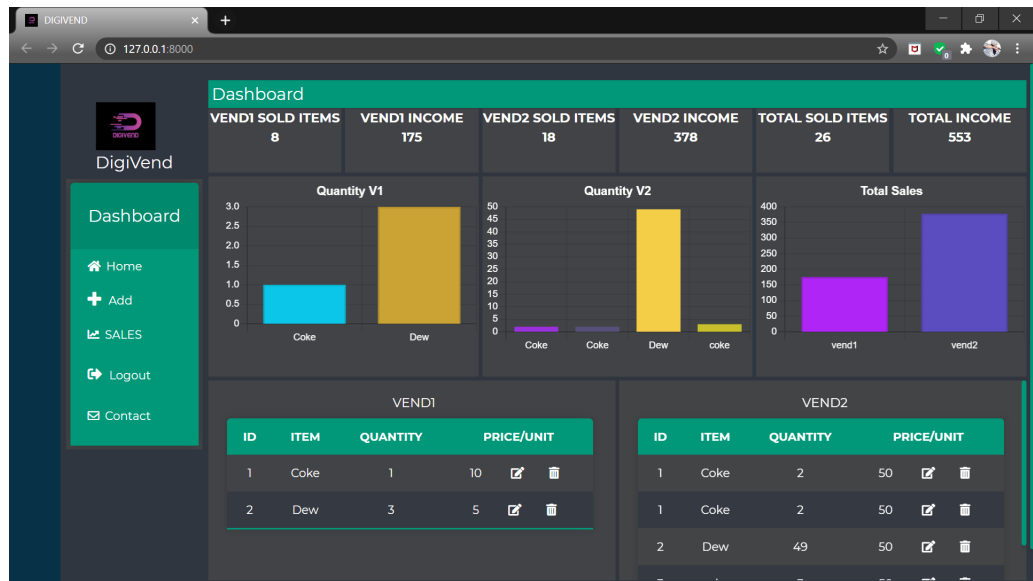 DIGIVEND
127.0.0.1:8000
DIGIVEND
DigiVend
Dashboard
Home
Add
SALES
Logout
Contact
Dashboard
VEND1 SOLD ITEMS VEND1 INCOME VEND2 SOLD ITEMS VEND2 INCOME TOTAL SOLD ITEMS TOTAL INCOME
8 175 18 378 26 553
Quantity V1
3.0
2.5
2.0
1.5
1.0
0.5
0
Coke Dew
Quantity V2
50
45
40
35
30
25
20
15
10
5
0
Coke Coke Dew coke
Total Sales
400
350
300
250
200
150
100
50
0
vend1 vend2
VEND1
ID ITEM QUANTITY PRICE/UNIT
1 Coke 1 10
2 Dew 3 5
VEND2
ID ITEM QUANTITY PRICE/UNIT
1 Coke 2 50
1 Coke 2 50
2 Dew 49 50